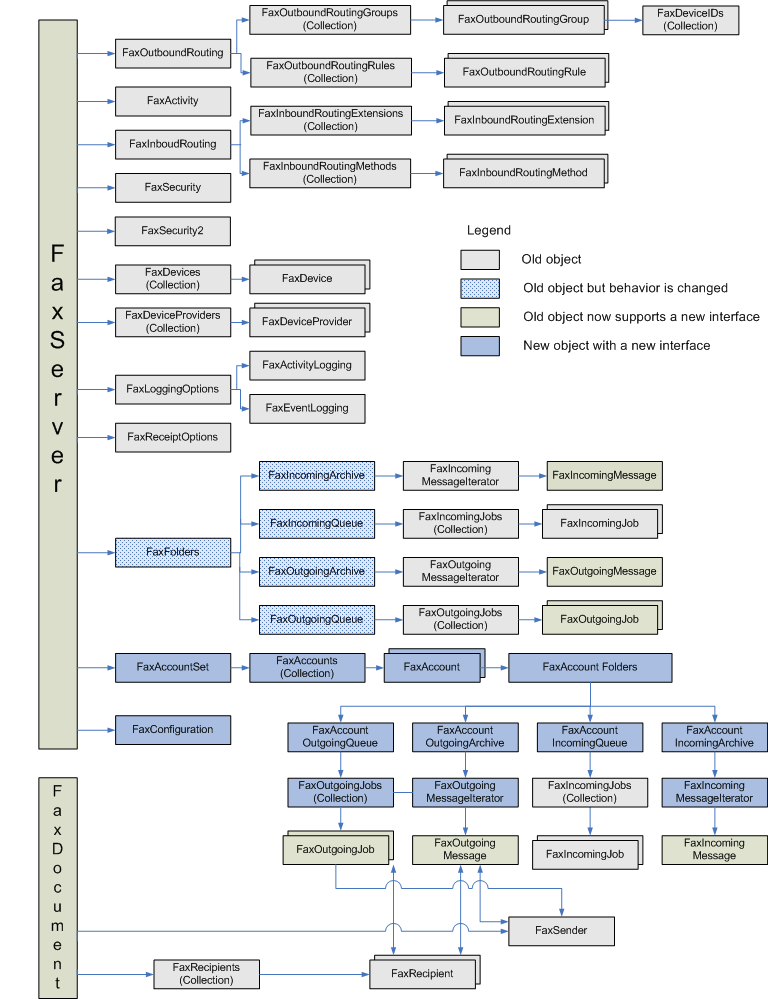 FaxServer
FaxOutboundRouting
FaxOutboundRoutingGroups
(Collection)
FaxOutboundRoutingGroup
FaxDeviceIDs
(Collection)
FaxOutboundRoutingRules
(Collection)
FaxOutboundRoutingRule
FaxActivity
FaxInboudRouting
FaxInboundRoutingExtensions
(Collection)
FaxInboundRoutingExtension
FaxInboundRoutingMethods
(Collection)
FaxInboundRoutingMethod
FaxSecurity
FaxSecurity2
FaxDevices
(Collection)
FaxDevice
FaxDeviceProviders
(Collection)
FaxDeviceProvider
FaxLoggingOptions
FaxActivityLogging
FaxEventLogging
FaxReceiptOptions
Legend
Old object
Old object but behavior is changed
Old object now supports a new interface
New object with a new interface
FaxFolders
FaxIncomingArchive
FaxIncoming
MessageIterator
FaxIncomingMessage
FaxIncomingQueue
FaxIncomingJobs
(Collection)
FaxIncomingJob
FaxOutgoingArchive
FaxOutgoing
MessageIterator
FaxOutgoingMessage
FaxOutgoingQueue
FaxOutgoingJobs
(Collection)
FaxOutgoingJob
FaxAccountSet
FaxAccounts
(Collection)
FaxAccount
FaxAccount Folders
FaxConfiguration
FaxAccount
OutgoingQueue
FaxAccount
OutgoingArchive
FaxAccount
IncomingQueue
FaxAccount
IncomingArchive
FaxOutgoingJobs
(Collection)
FaxOutgoing
MessageIterator
FaxIncomingJobs
(Collection)
FaxIncoming
MessageIterator
FaxOutgoingJob
FaxOutgoing
Message
FaxIncomingJob
FaxIncoming
Message
FaxDocument
FaxSender
FaxRecipients
(Collection)
FaxRecipient